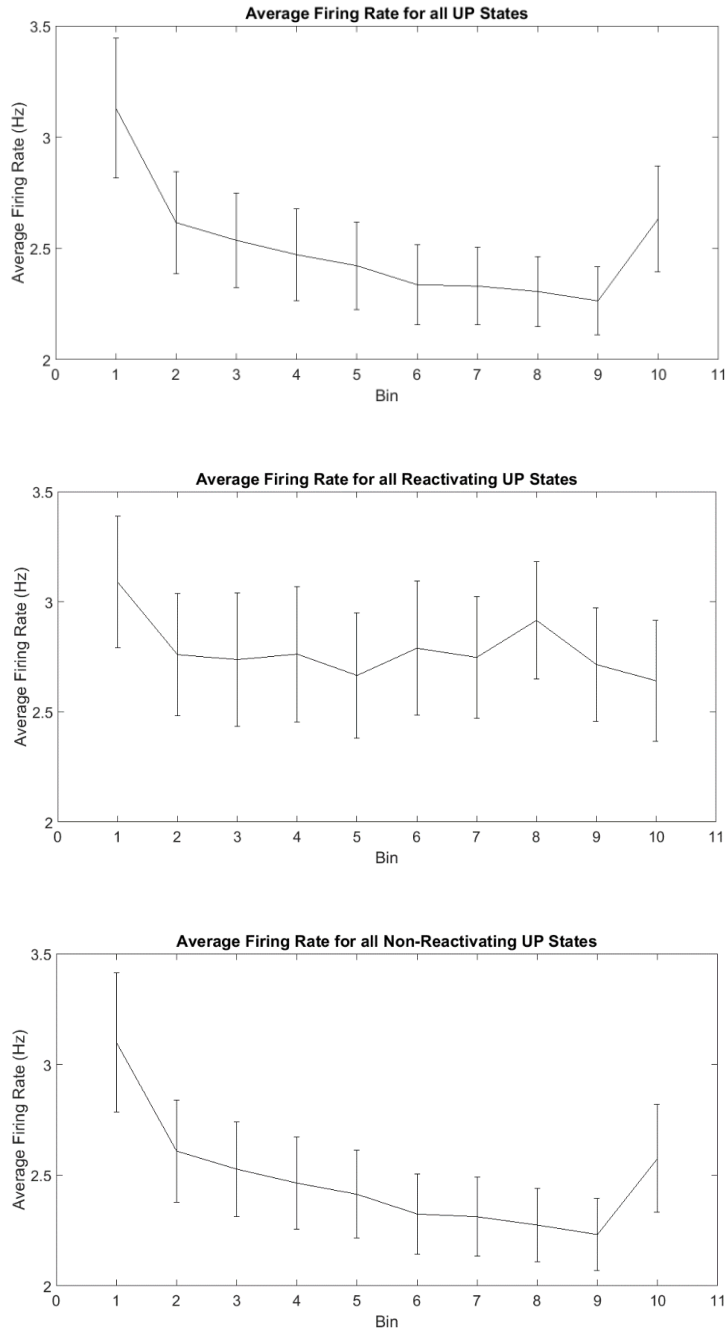 Average Firing Rate for all UP States
3.5
3
2.5
2
Average Firing Rate (Hz)
0 1 2 3 4 5 6 7 8 9 10 11
Bin
Average Firing Rate for all Reactivating UP States
3.5
3
2.5
2
Average Firing Rate (Hz)
0 1 2 3 4 5 6 7 8 9 10 11
Bin
Average Firing Rate for all Non-Reactivating UP States
3.5
3
2.5
2
Average Firing Rate (Hz)
0 1 2 3 4 5 6 7 8 9 10 11
Bin